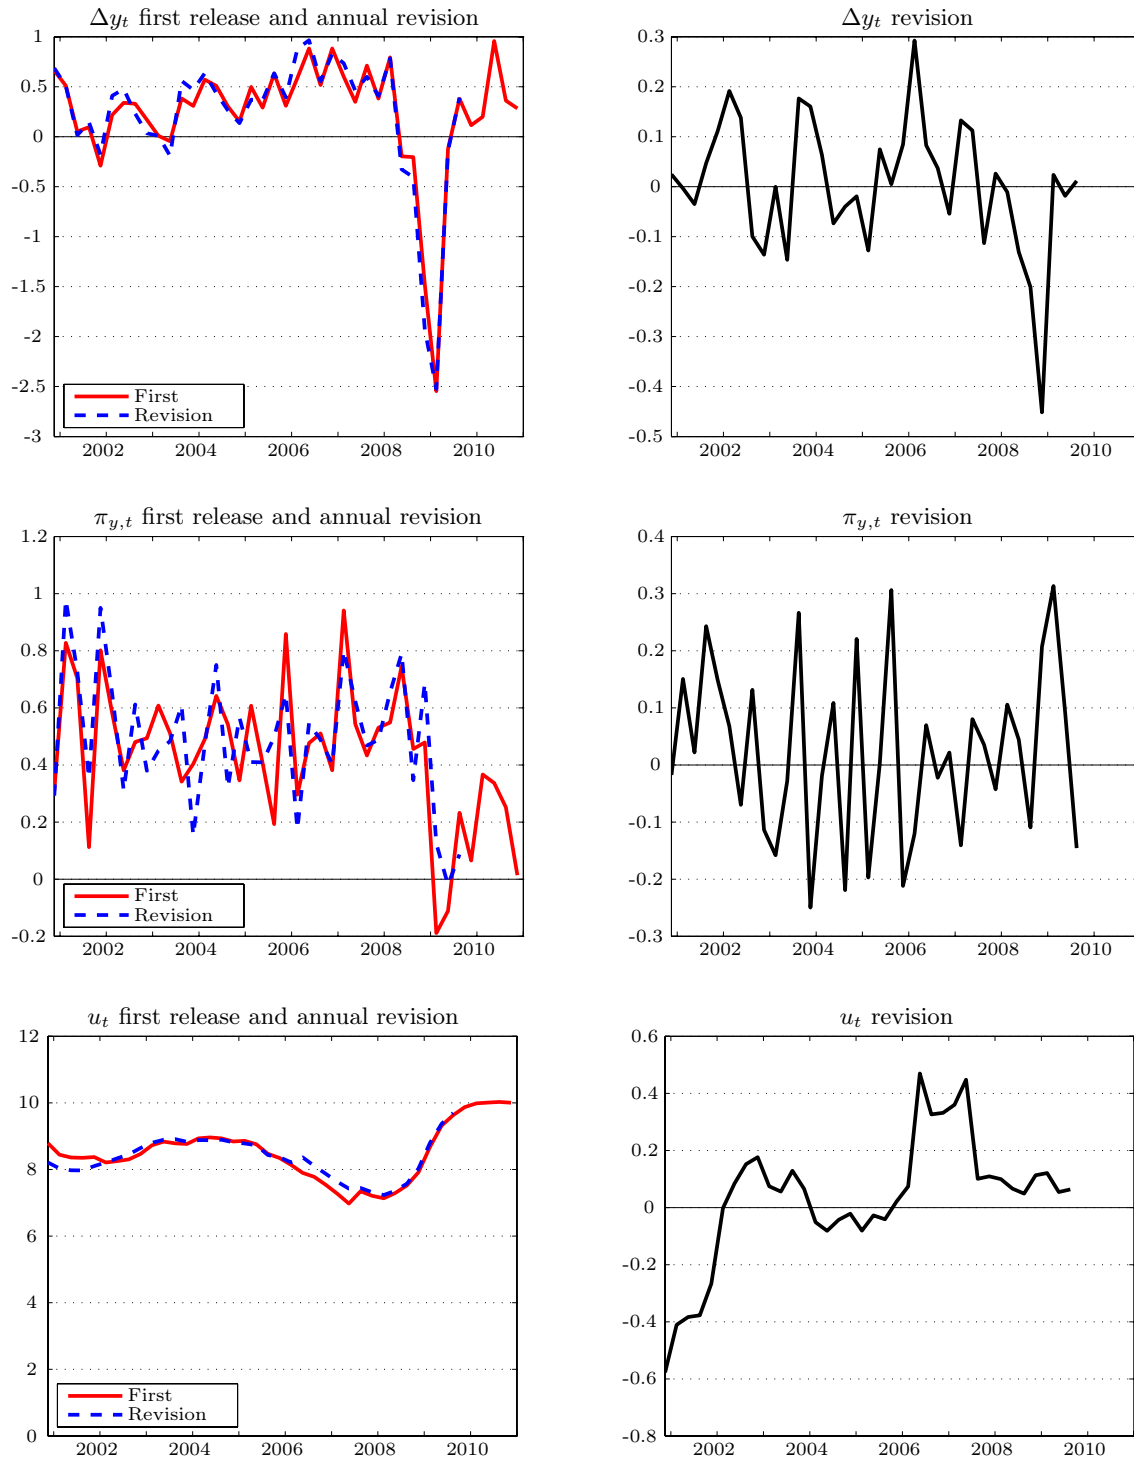 Δy_t first release and annual revision
1
0.5
0
-0.5
-1
-1.5
-2
-2.5
-3
First
Revision
2002 2004 2006 2008 2010
Δy_t revision
0.3
0.2
0.1
0
-0.1
-0.2
-0.3
-0.4
-0.5
2002 2004 2006 2008 2010
π_{y,t} first release and annual revision
1.2
1
0.8
0.6
0.4
0.2
0
-0.2
First
Revision
2002 2004 2006 2008 2010
π_{y,t} revision
0.4
0.3
0.2
0.1
0
-0.1
-0.2
-0.3
2002 2004 2006 2008 2010
u_t first release and annual revision
12
10
8
6
4
2
0
First
Revision
2002 2004 2006 2008 2010
u_t revision
0.6
0.4
0.2
0
-0.2
-0.4
-0.6
-0.8
2002 2004 2006 2008 2010